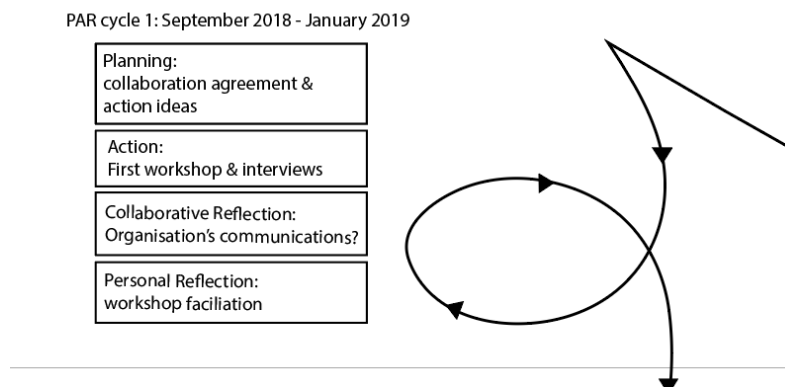 PAR cycle 1: September 2018 - January 2019
Planning:
collaboration agreement &
action ideas
Action:
First workshop & interviews
Collaborative Reflection:
Organisation's communications?
Personal Reflection:
workshop faciliation